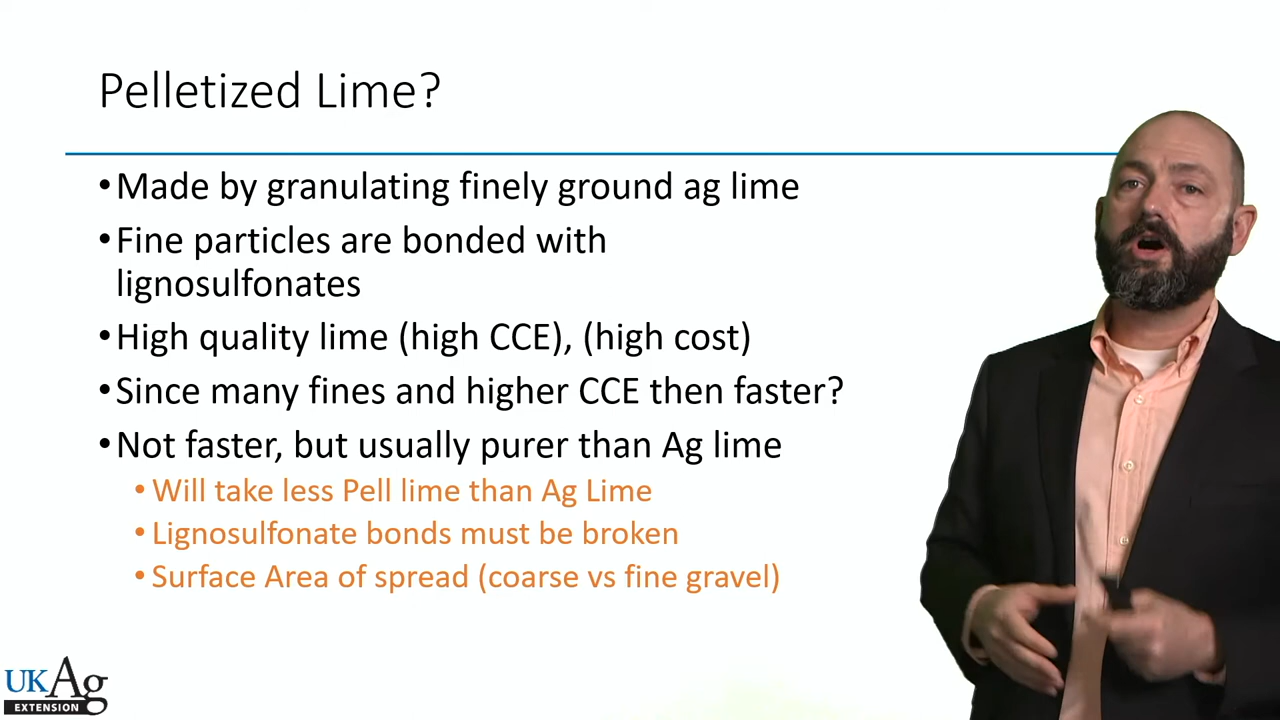 Pelletized Lime?
•Made by granulating finely ground ag lime
•Fine particles are bonded with
lignosulfonates
•High quality lime (high CCE), (high cost)
•Since many fines and higher CCE then faster?
•Not faster, but usually purer than Ag lime
•Will take less Pell lime than Ag Lime
•Lignosulfonate bonds must be broken
•Surface Area of spread (coarse vs fine gravel)
UKAg
EXTENSION